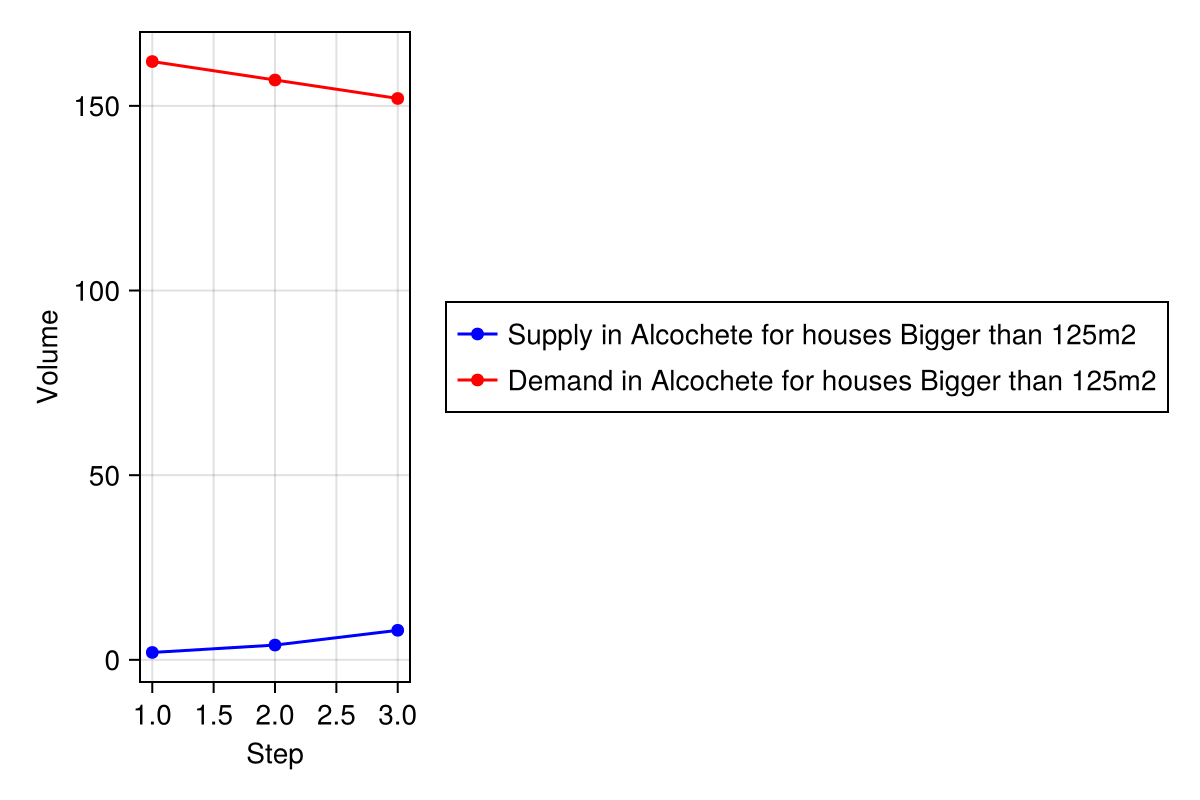 150
100
50
0
Volume
1.0 1.5 2.0 2.5 3.0
Step
Supply in Alcochete for houses Bigger than 125m2
Demand in Alcochete for houses Bigger than 125m2